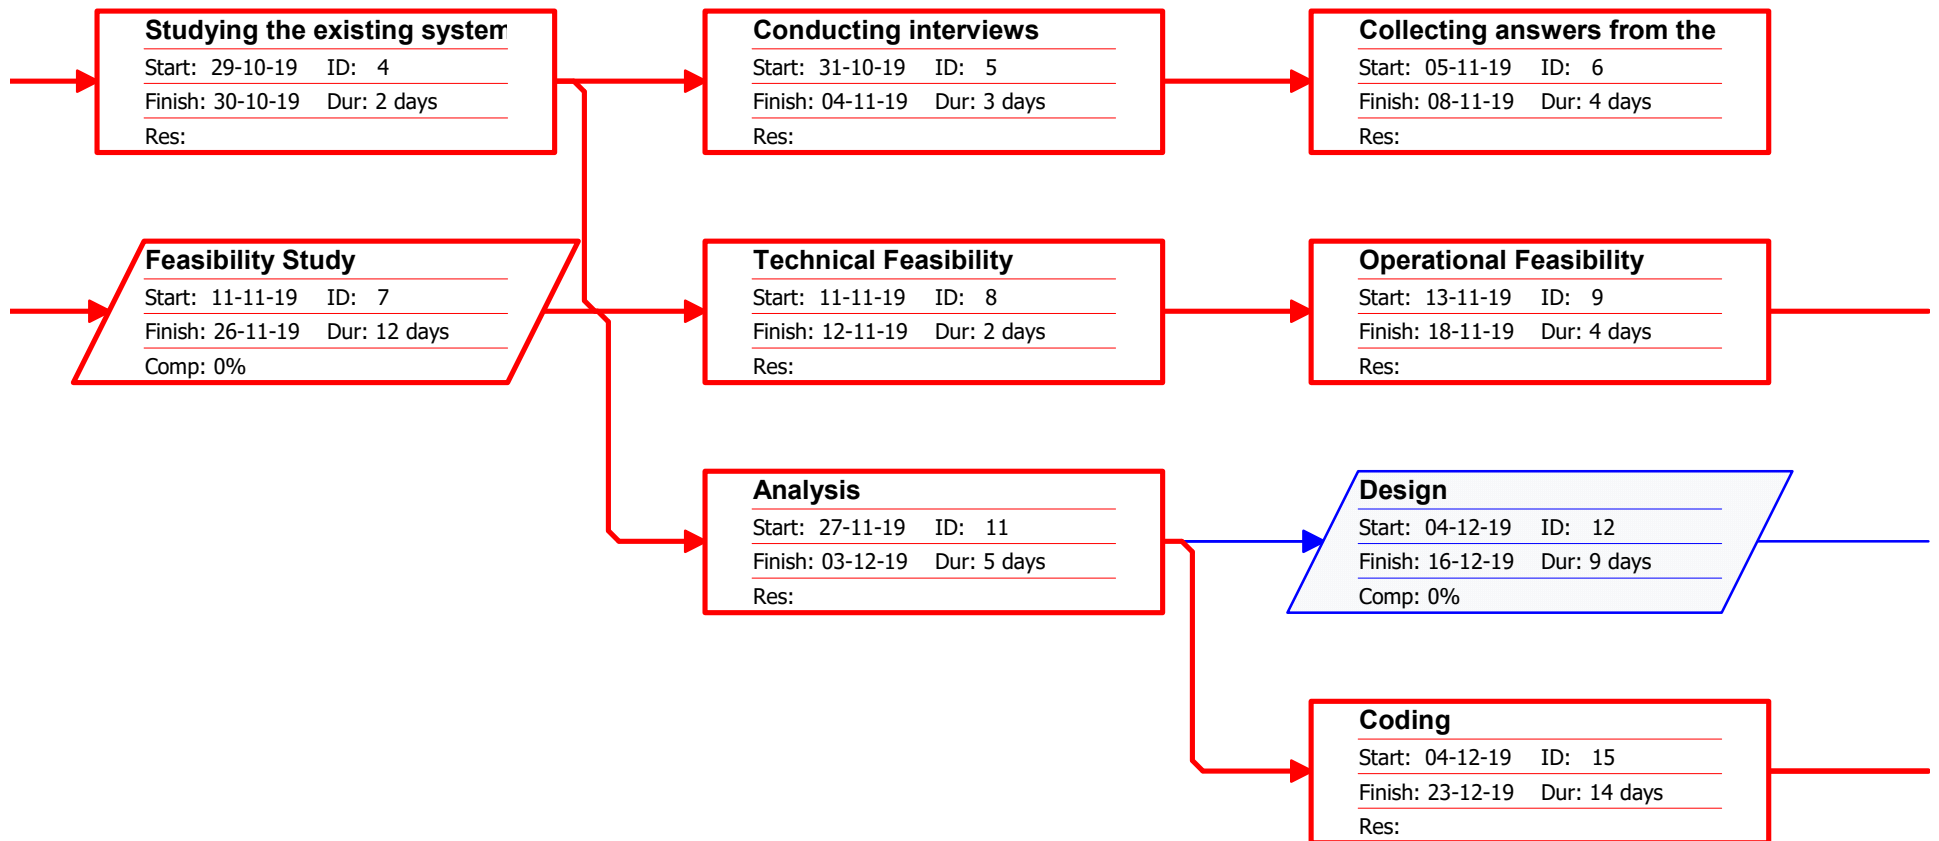 Studying the existing system
Start: 29-10-19 ID: 4
Finish: 30-10-19 Dur: 2 days
Res:
Conducting interviews
Start: 31-10-19 ID: 5
Finish: 04-11-19 Dur: 3 days
Res:
Collecting answers from the
Start: 05-11-19 ID: 6
Finish: 08-11-19 Dur: 4 days
Res:
Feasibility Study
Start: 11-11-19 ID: 7
Finish: 26-11-19 Dur: 12 days
Comp: 0%
Technical Feasibility
Start: 11-11-19 ID: 8
Finish: 12-11-19 Dur: 2 days
Res:
Operational Feasibility
Start: 13-11-19 ID: 9
Finish: 18-11-19 Dur: 4 days
Res:
Analysis
Start: 27-11-19 ID: 11
Finish: 03-12-19 Dur: 5 days
Res:
Design
Start: 04-12-19 ID: 12
Finish: 16-12-19 Dur: 9 days
Comp: 0%
Coding
Start: 04-12-19 ID: 15
Finish: 23-12-19 Dur: 14 days
Res: